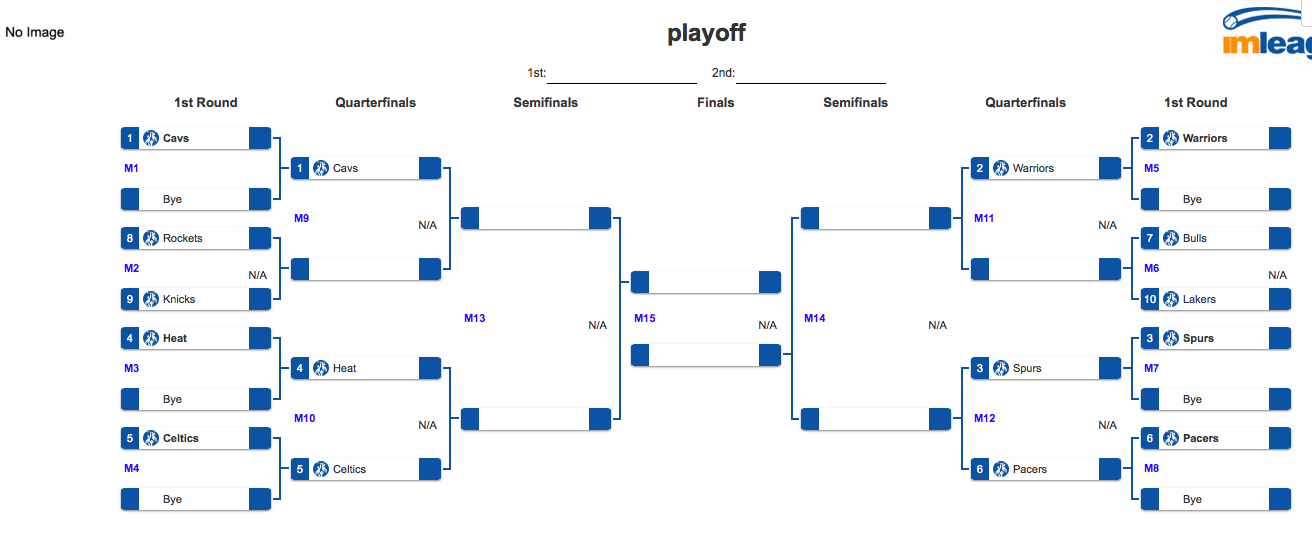 No Image
playoff
imleag
1st: 2nd:
1st Round Quarterfinals Semifinals Finals Semifinals Quarterfinals 1st Round
1 Cavs 2 Warriors
M1 1 Cavs 2 Warriors M5
Bye Bye
M9 N/A M11 N/A
8 Rockets 7 Bulls
M2 N/A M6 N/A
9 Knicks 10 Lakers
M13 N/A M15 N/A M14 N/A
4 Heat 3 Spurs
M3 4 Heat 3 Spurs M7
Bye Bye
M10 N/A M12 N/A
5 Celtics 6 Pacers
M4 5 Celtics 6 Pacers M8
Bye Bye